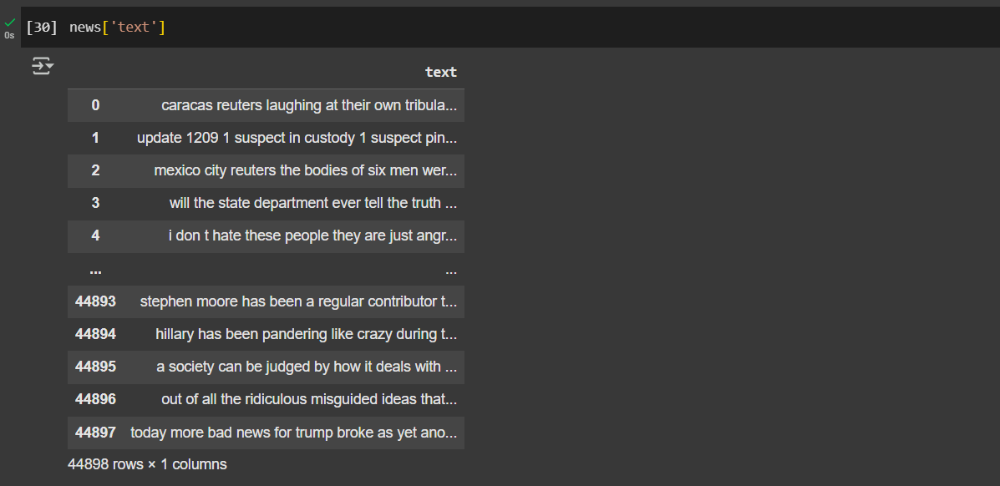 [30] news['text']
0s
text
0 caracas reuters laughing at their own tribula...
1 update 1209 1 suspect in custody 1 suspect pin...
2 mexico city reuters the bodies of six men wer...
3 will the state department ever tell the truth ...
4 i don t hate these people they are just angr...
... ...
44893 stephen moore has been a regular contributor t...
44894 hillary has been pandering like crazy during t...
44895 a society can be judged by how it deals with ...
44896 out of all the ridiculous misguided ideas that...
44897 today more bad news for trump broke as yet ano...
44898 rows × 1 columns